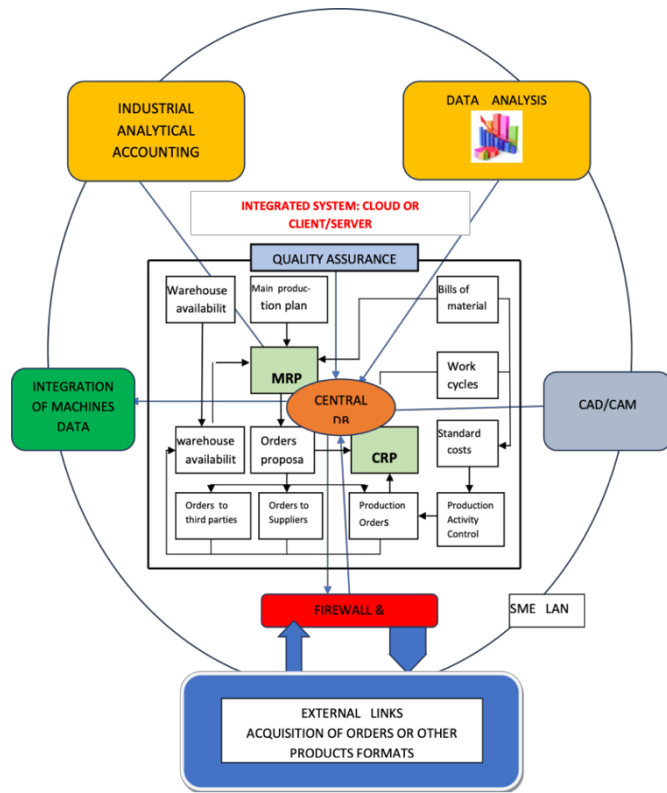 INDUSTRIAL
ANALYTICAL
ACCOUNTING
DATA ANALYSIS
INTEGRATED SYSTEM: CLOUD OR
CLIENT/SERVER
QUALITY ASSURANCE
Warehouse
availabilit
Main produc-
tion plan
Bills of
material
MRP
Work
cycles
INTEGRATION
OF MACHINES
DATA
CENTRAL
DB
CAD/CAM
warehouse
availabilit
Orders
proposa
CRP
Standard
costs
Orders to
third parties
Orders to
Suppliers
Production
Orders
Production
Activity
Control
FIREWALL &
SME LAN
EXTERNAL LINKS
ACQUISITION OF ORDERS OR OTHER
PRODUCTS FORMATS